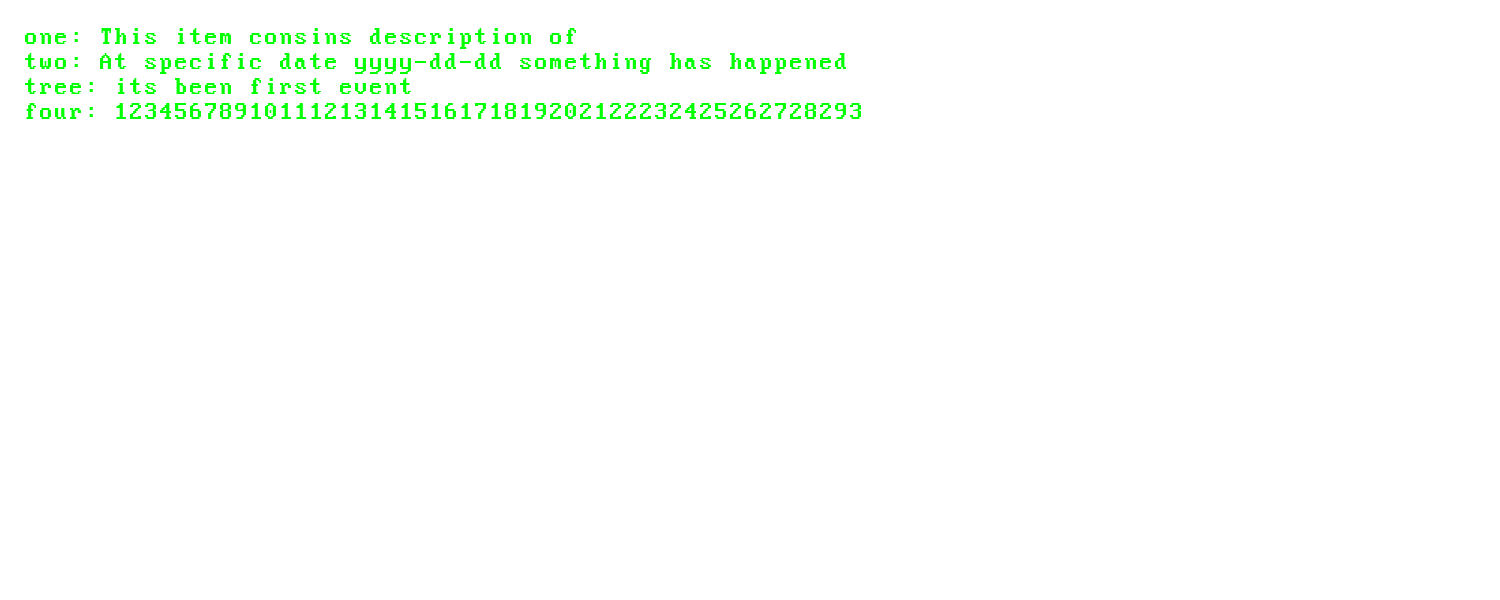 one: This item consins description of
two: At specific date yyyy-dd-dd something has happened
tree: its been first event
four: 12345678910111213141516171819202122232425262728293